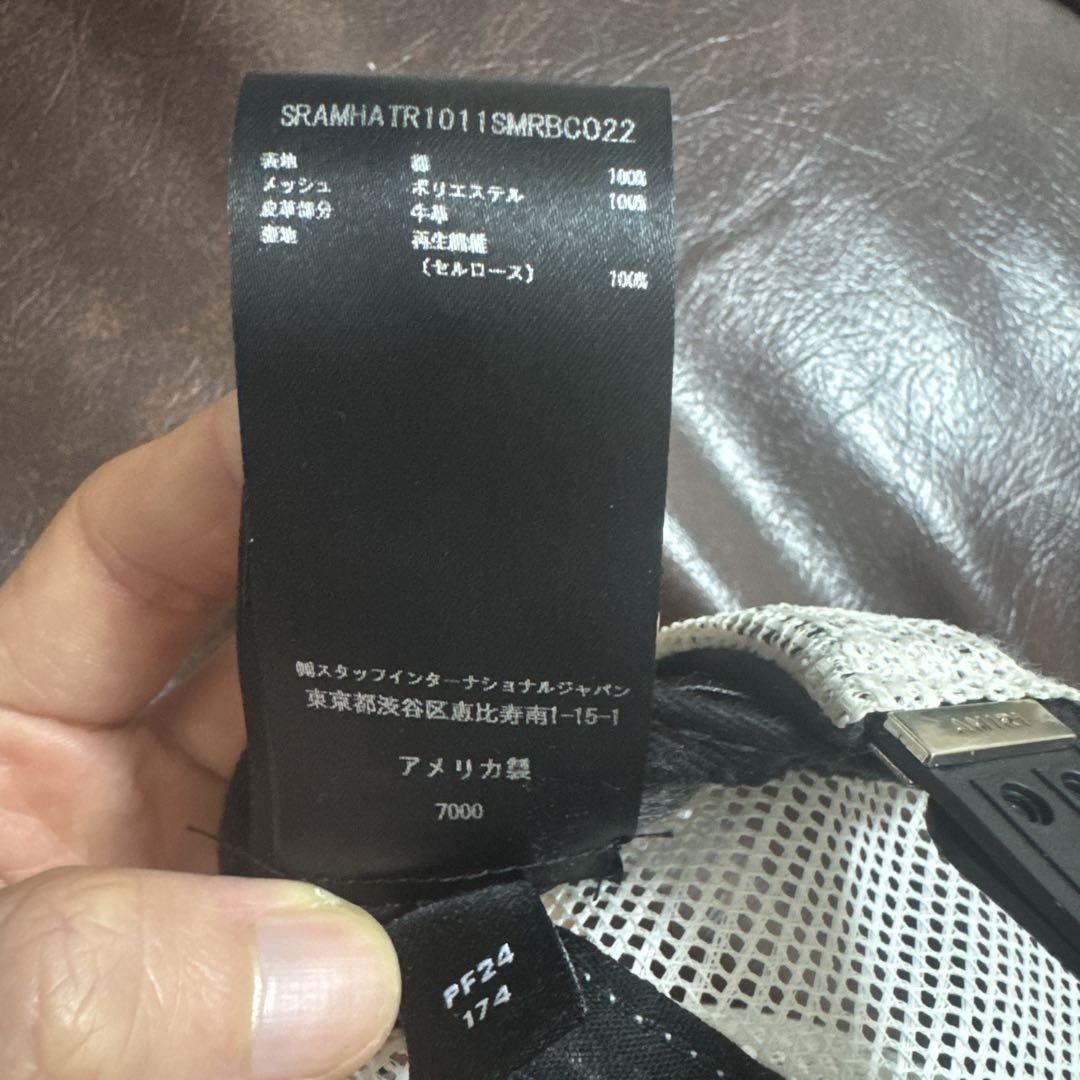 SRAMHATR1011SMRBCO22
表地 綿 100%
メッシュ ポリエステル 100%
皮革部分 牛革
裏地 再生繊維
(セルロース) 100%
㈱スタッフインターナショナルジャパン
東京都渋谷区恵比寿南1-15-1
アメリカ製
7000
AMIRI
PF24
174